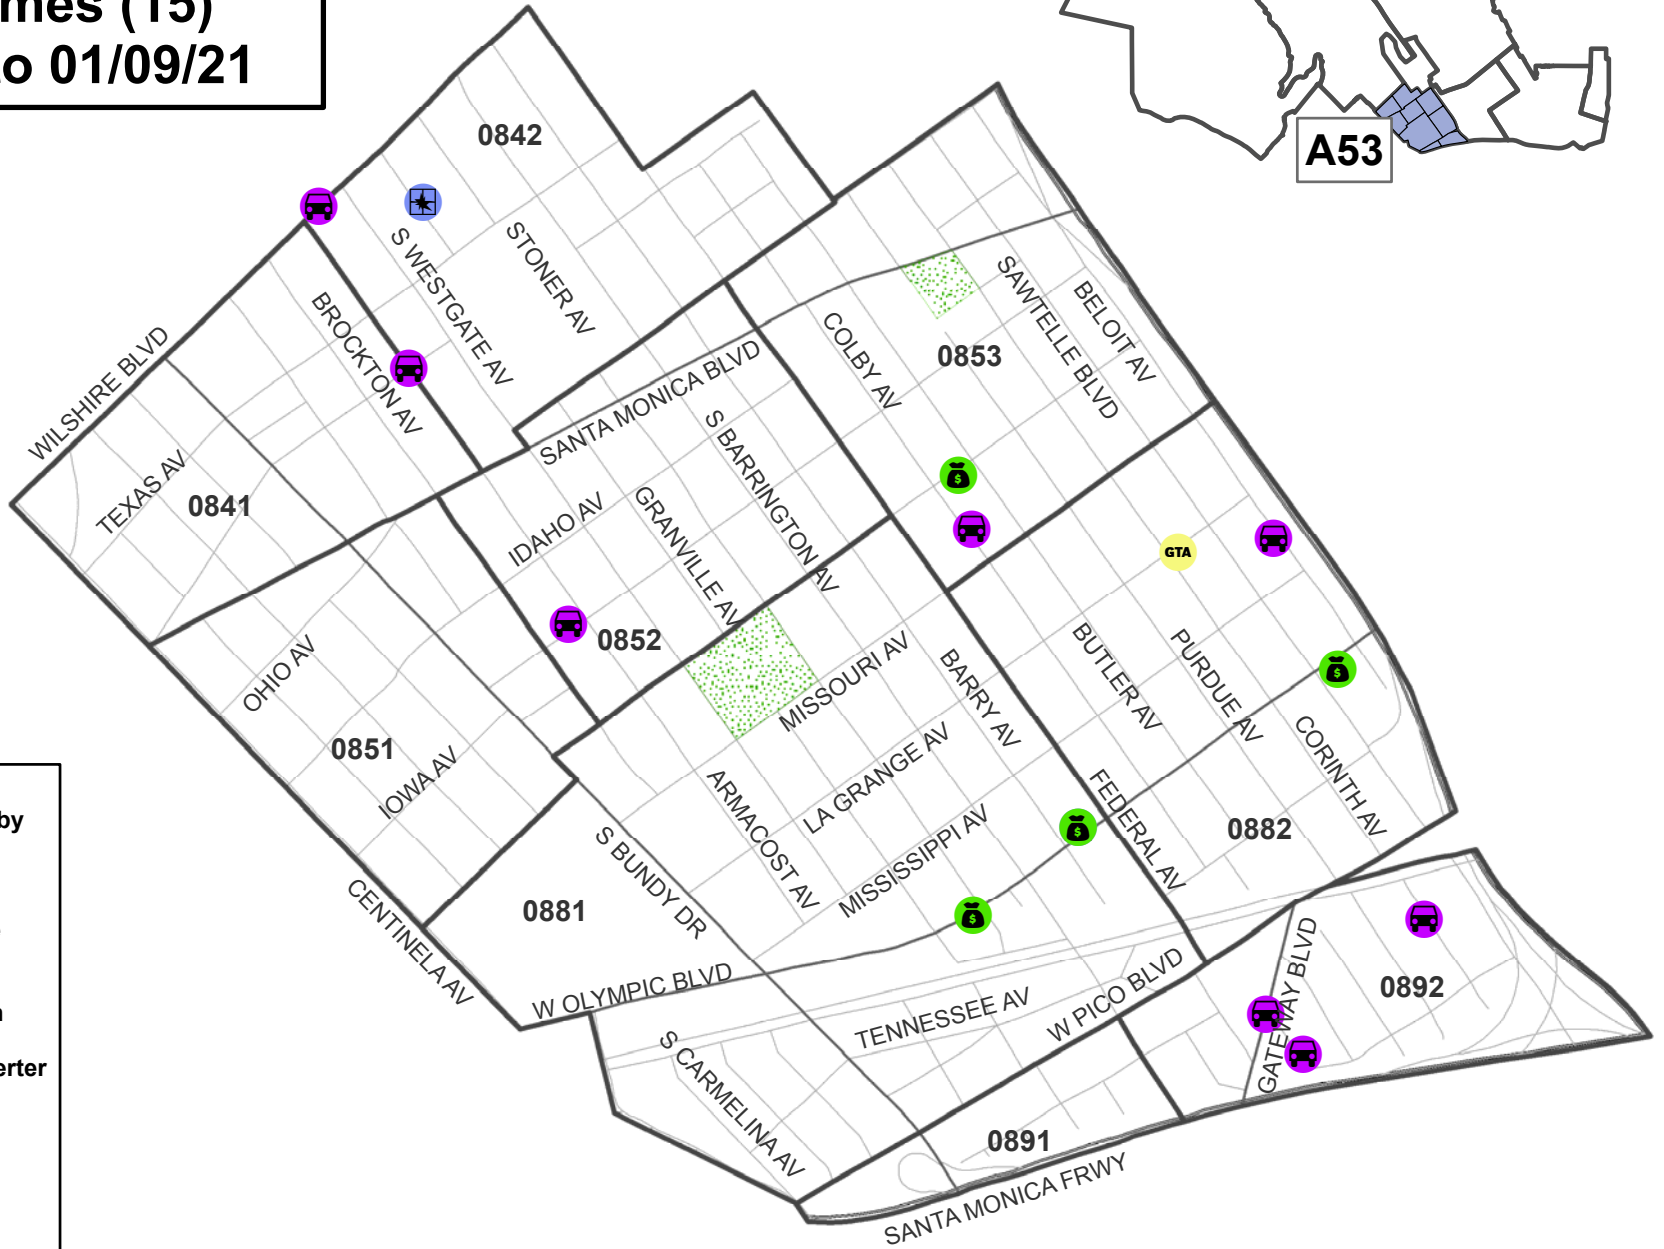 mes (15)
o 01/09/21
A53
0842
S WESTGATE AV
STONER AV
BROCKTON AV
WILSHIRE BLVD
TEXAS AV
0841
SANTA MONICA BLVD
COLBY AV
0853
SAWTELLE BLVD
BELOIT AV
S BARRINGTON AV
IDAHO AV
GRANVILLE AV
0852
GTA
OHIO AV
0851
IOWA AV
MISSOURI AV
BARRY AV
BUTLER AV
PURDUE AV
CORINTH AV
LA GRANGE AV
ARMACOST AV
MISSISSIPPI AV
FEDERAL AV
0882
S BUNDY DR
0881
CENTINELA AV
W OLYMPIC BLVD
TENNESSEE AV
W PICO BLVD
GATEWAY BLVD
0892
S CARMELINA AV
0891
SANTA MONICA FRWY
by
erter